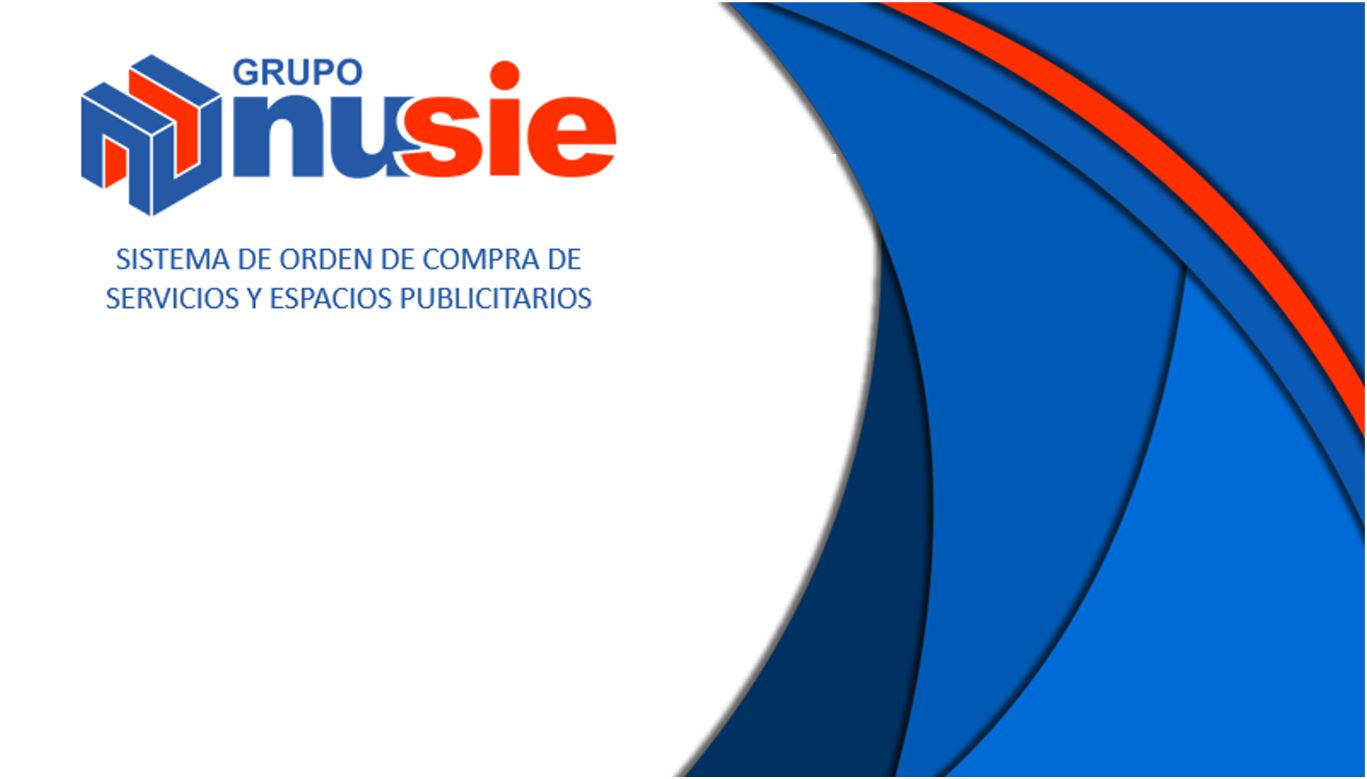 GRUPO
nusie
SISTEMA DE ORDEN DE COMPRA DE
SERVICIOS Y ESPACIOS PUBLICITARIOS